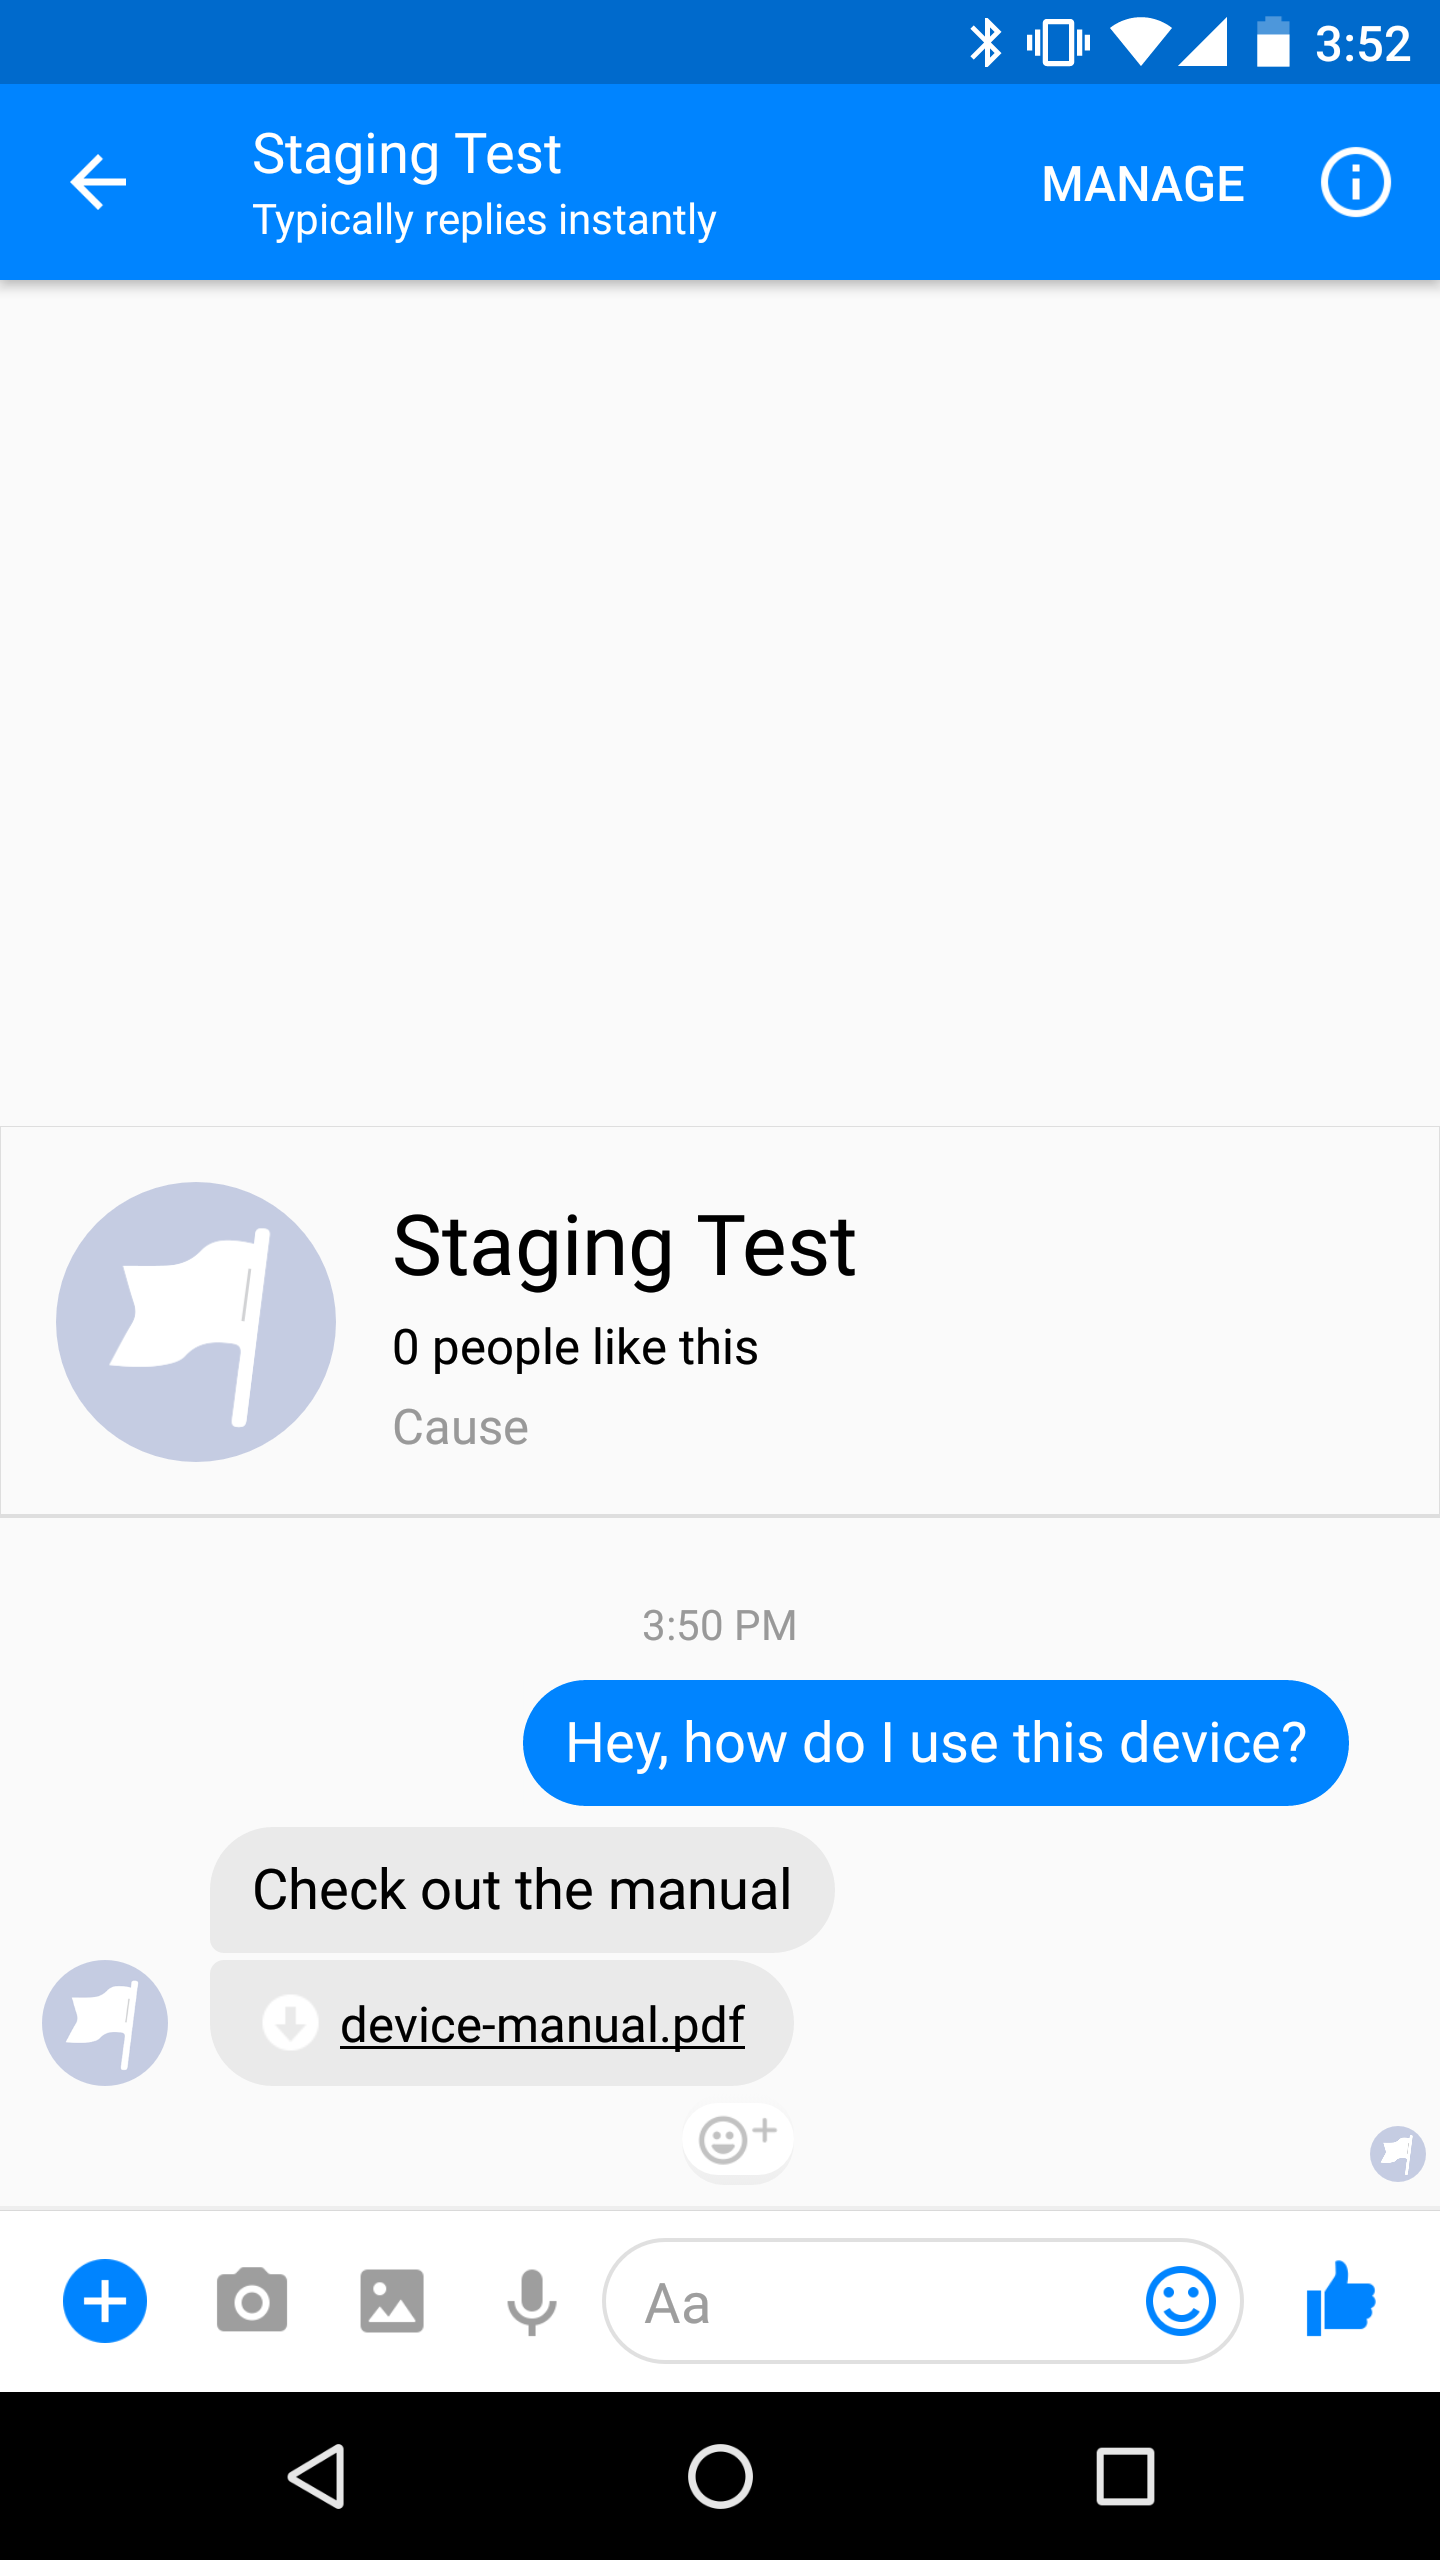 3:52
Staging Test
MANAGE
Typically replies instantly
Staging Test
0 people like this
Cause
3:50 PM
Hey, how do I use this device?
Check out the manual
device-manual.pdf
Aa